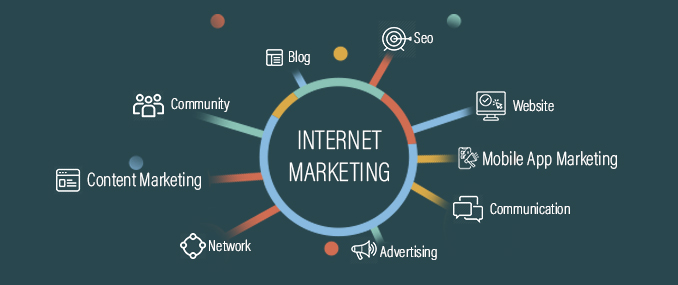 Seo
Blog
Community
Website
INTERNET
MARKETING
Mobile App Marketing
Content Marketing
Communication
Network
Advertising